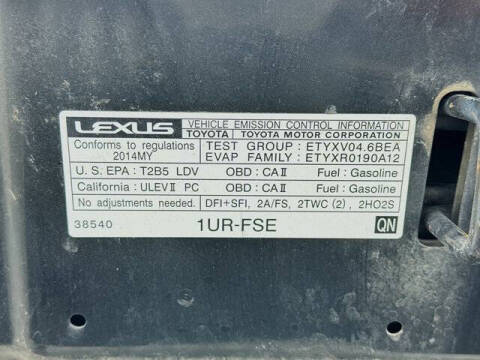 LEXUS VEHICLE EMISSION CONTROL INFORMATION
TOYOTA TOYOTA MOTOR CORPORATION
Conforms to regulations TEST GROUP : ETYXV04.6BEA
2014MY EVAP FAMILY : ETYXR0190A12
U.S. EPA : T2B5 LDV OBD : CAII Fuel : Gasoline
California : ULEVII PC OBD : CAII Fuel : Gasoline
No adjustments needed. DFI+SFI, 2A/FS, 2TWC (2), 2HO2S
38540 1UR-FSE QN